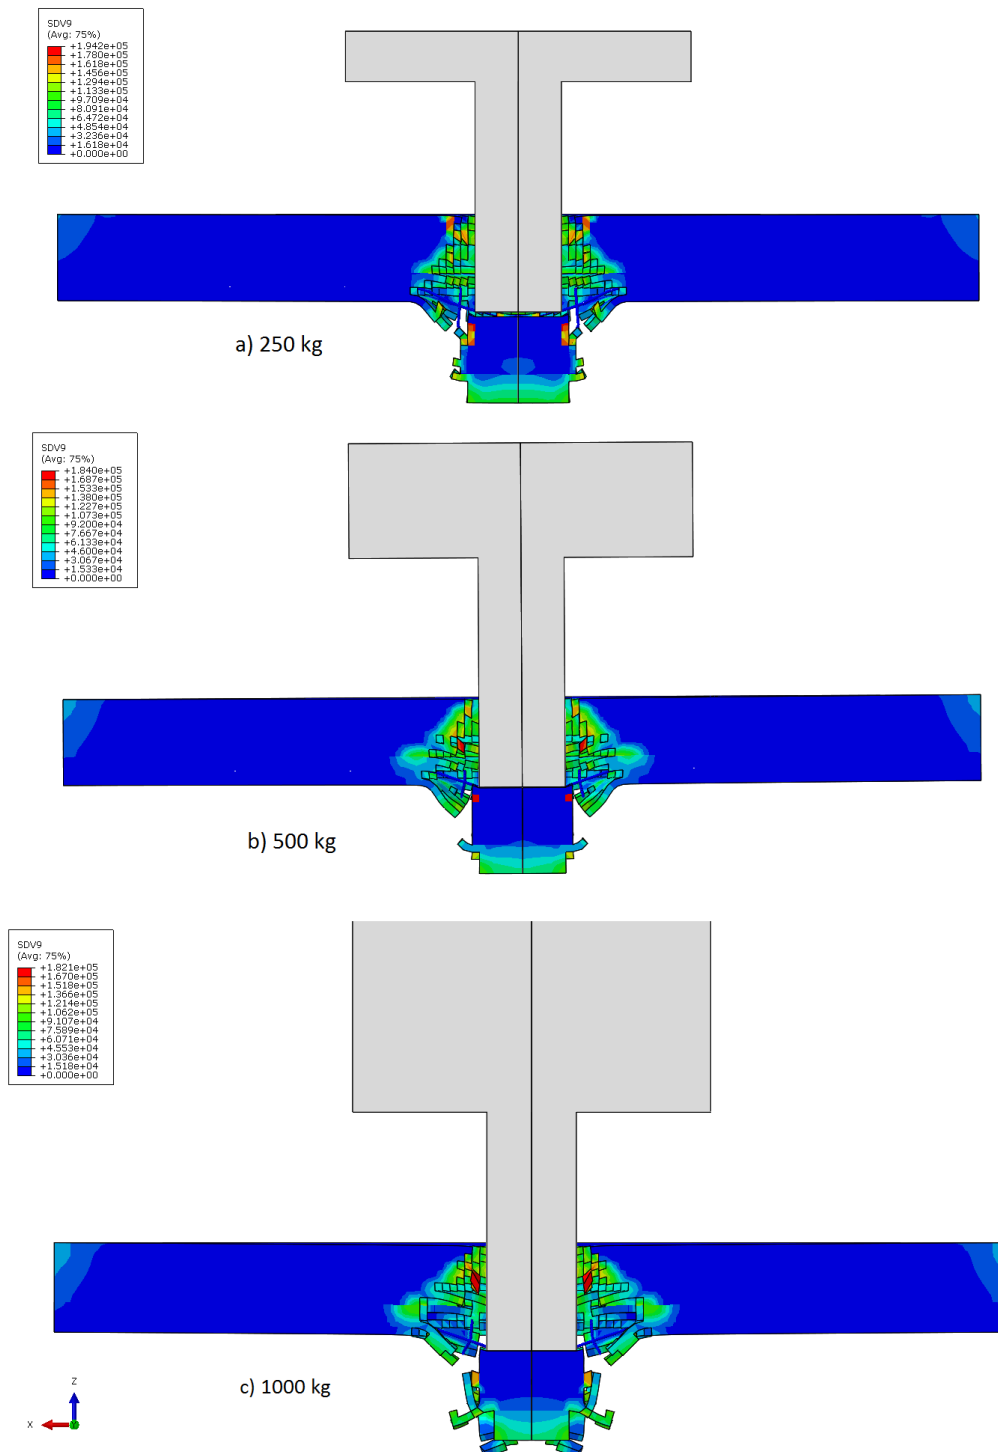 SDV9
(Avg: 75%)
+1.942e+05
+1.780e+05
+1.618e+05
+1.456e+05
+1.294e+05
+1.133e+05
+9.709e+04
+8.091e+04
+6.472e+04
+4.854e+04
+3.236e+04
+1.618e+04
+0.000e+00
a) 250 kg
SDV9
(Avg: 75%)
+1.840e+05
+1.687e+05
+1.533e+05
+1.380e+05
+1.227e+05
+1.073e+05
+9.200e+04
+7.667e+04
+6.133e+04
+4.600e+04
+3.067e+04
+1.533e+04
+0.000e+00
b) 500 kg
SDV9
(Avg: 75%)
+1.821e+05
+1.670e+05
+1.518e+05
+1.366e+05
+1.214e+05
+1.062e+05
+9.107e+04
+7.589e+04
+6.071e+04
+4.553e+04
+3.036e+04
+1.518e+04
+0.000e+00
c) 1000 kg
Z
X